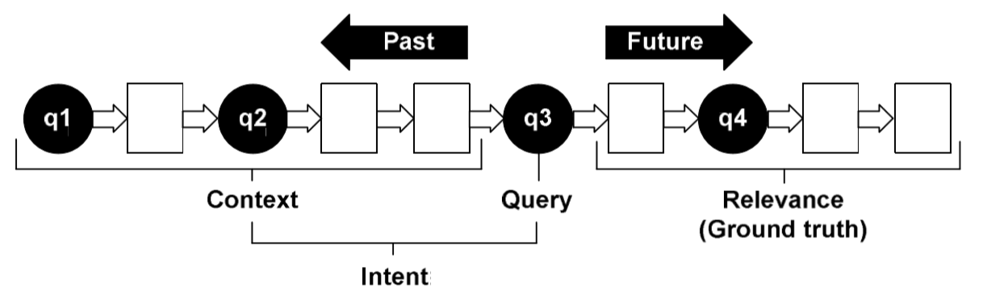 Past
Future
q1
q2
q3
q4
Context
Query
Relevance
(Ground truth)
Intent